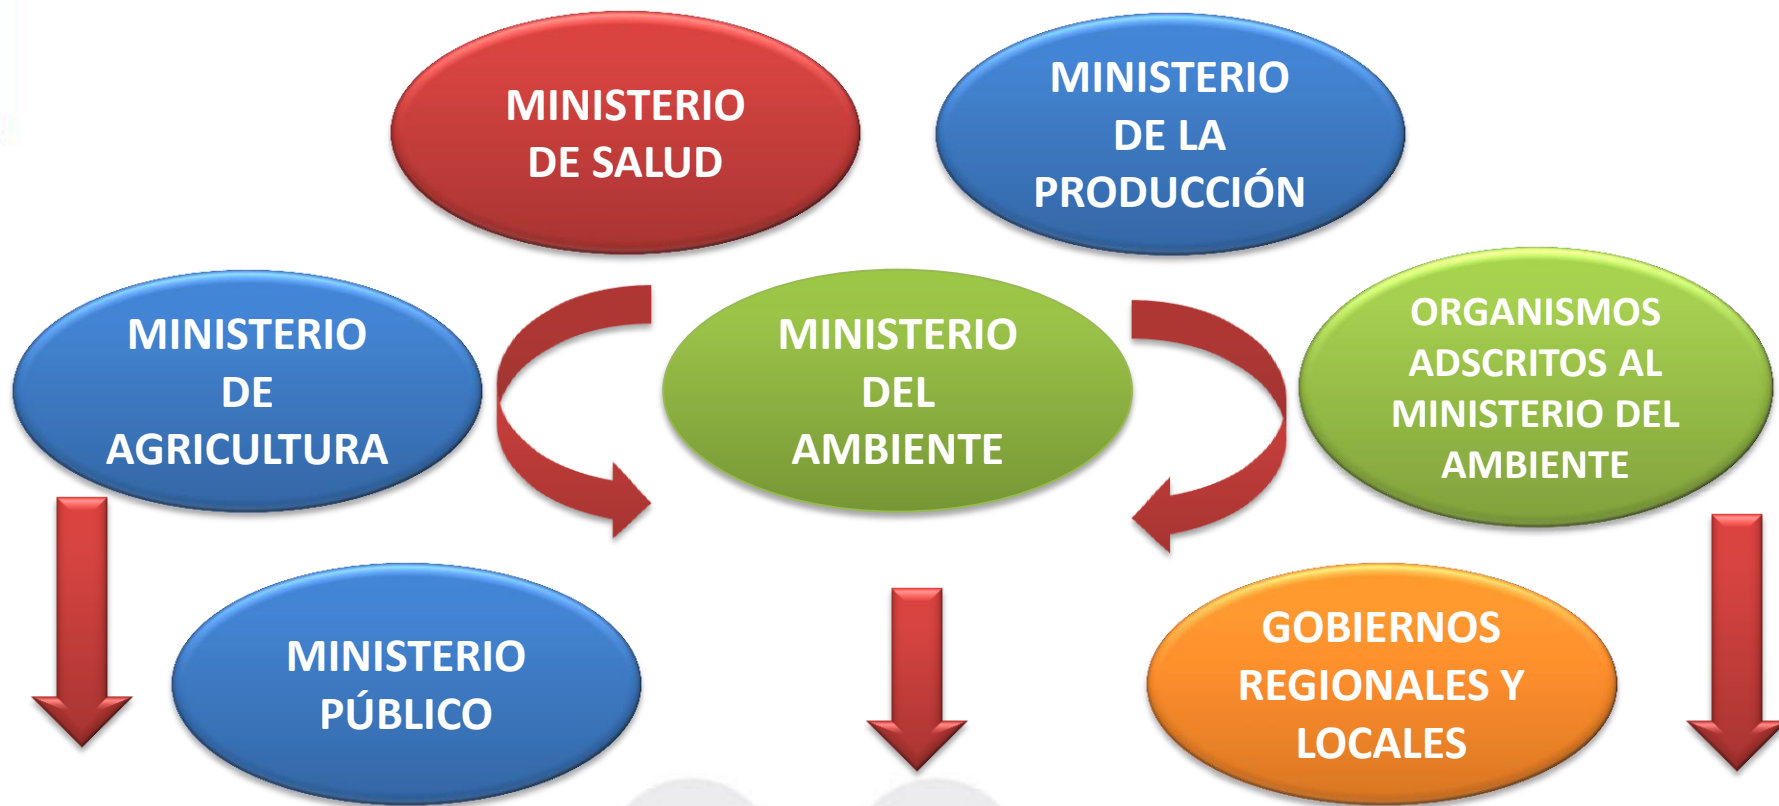 MINISTERIO
DE SALUD
MINISTERIO
DE LA
PRODUCCIÓN
MINISTERIO
DE
AGRICULTURA
MINISTERIO
DEL
AMBIENTE
ORGANISMOS
ADSCRITOS AL
MINISTERIO DEL
AMBIENTE
MINISTERIO
PÚBLICO
GOBIERNOS
REGIONALES Y
LOCALES